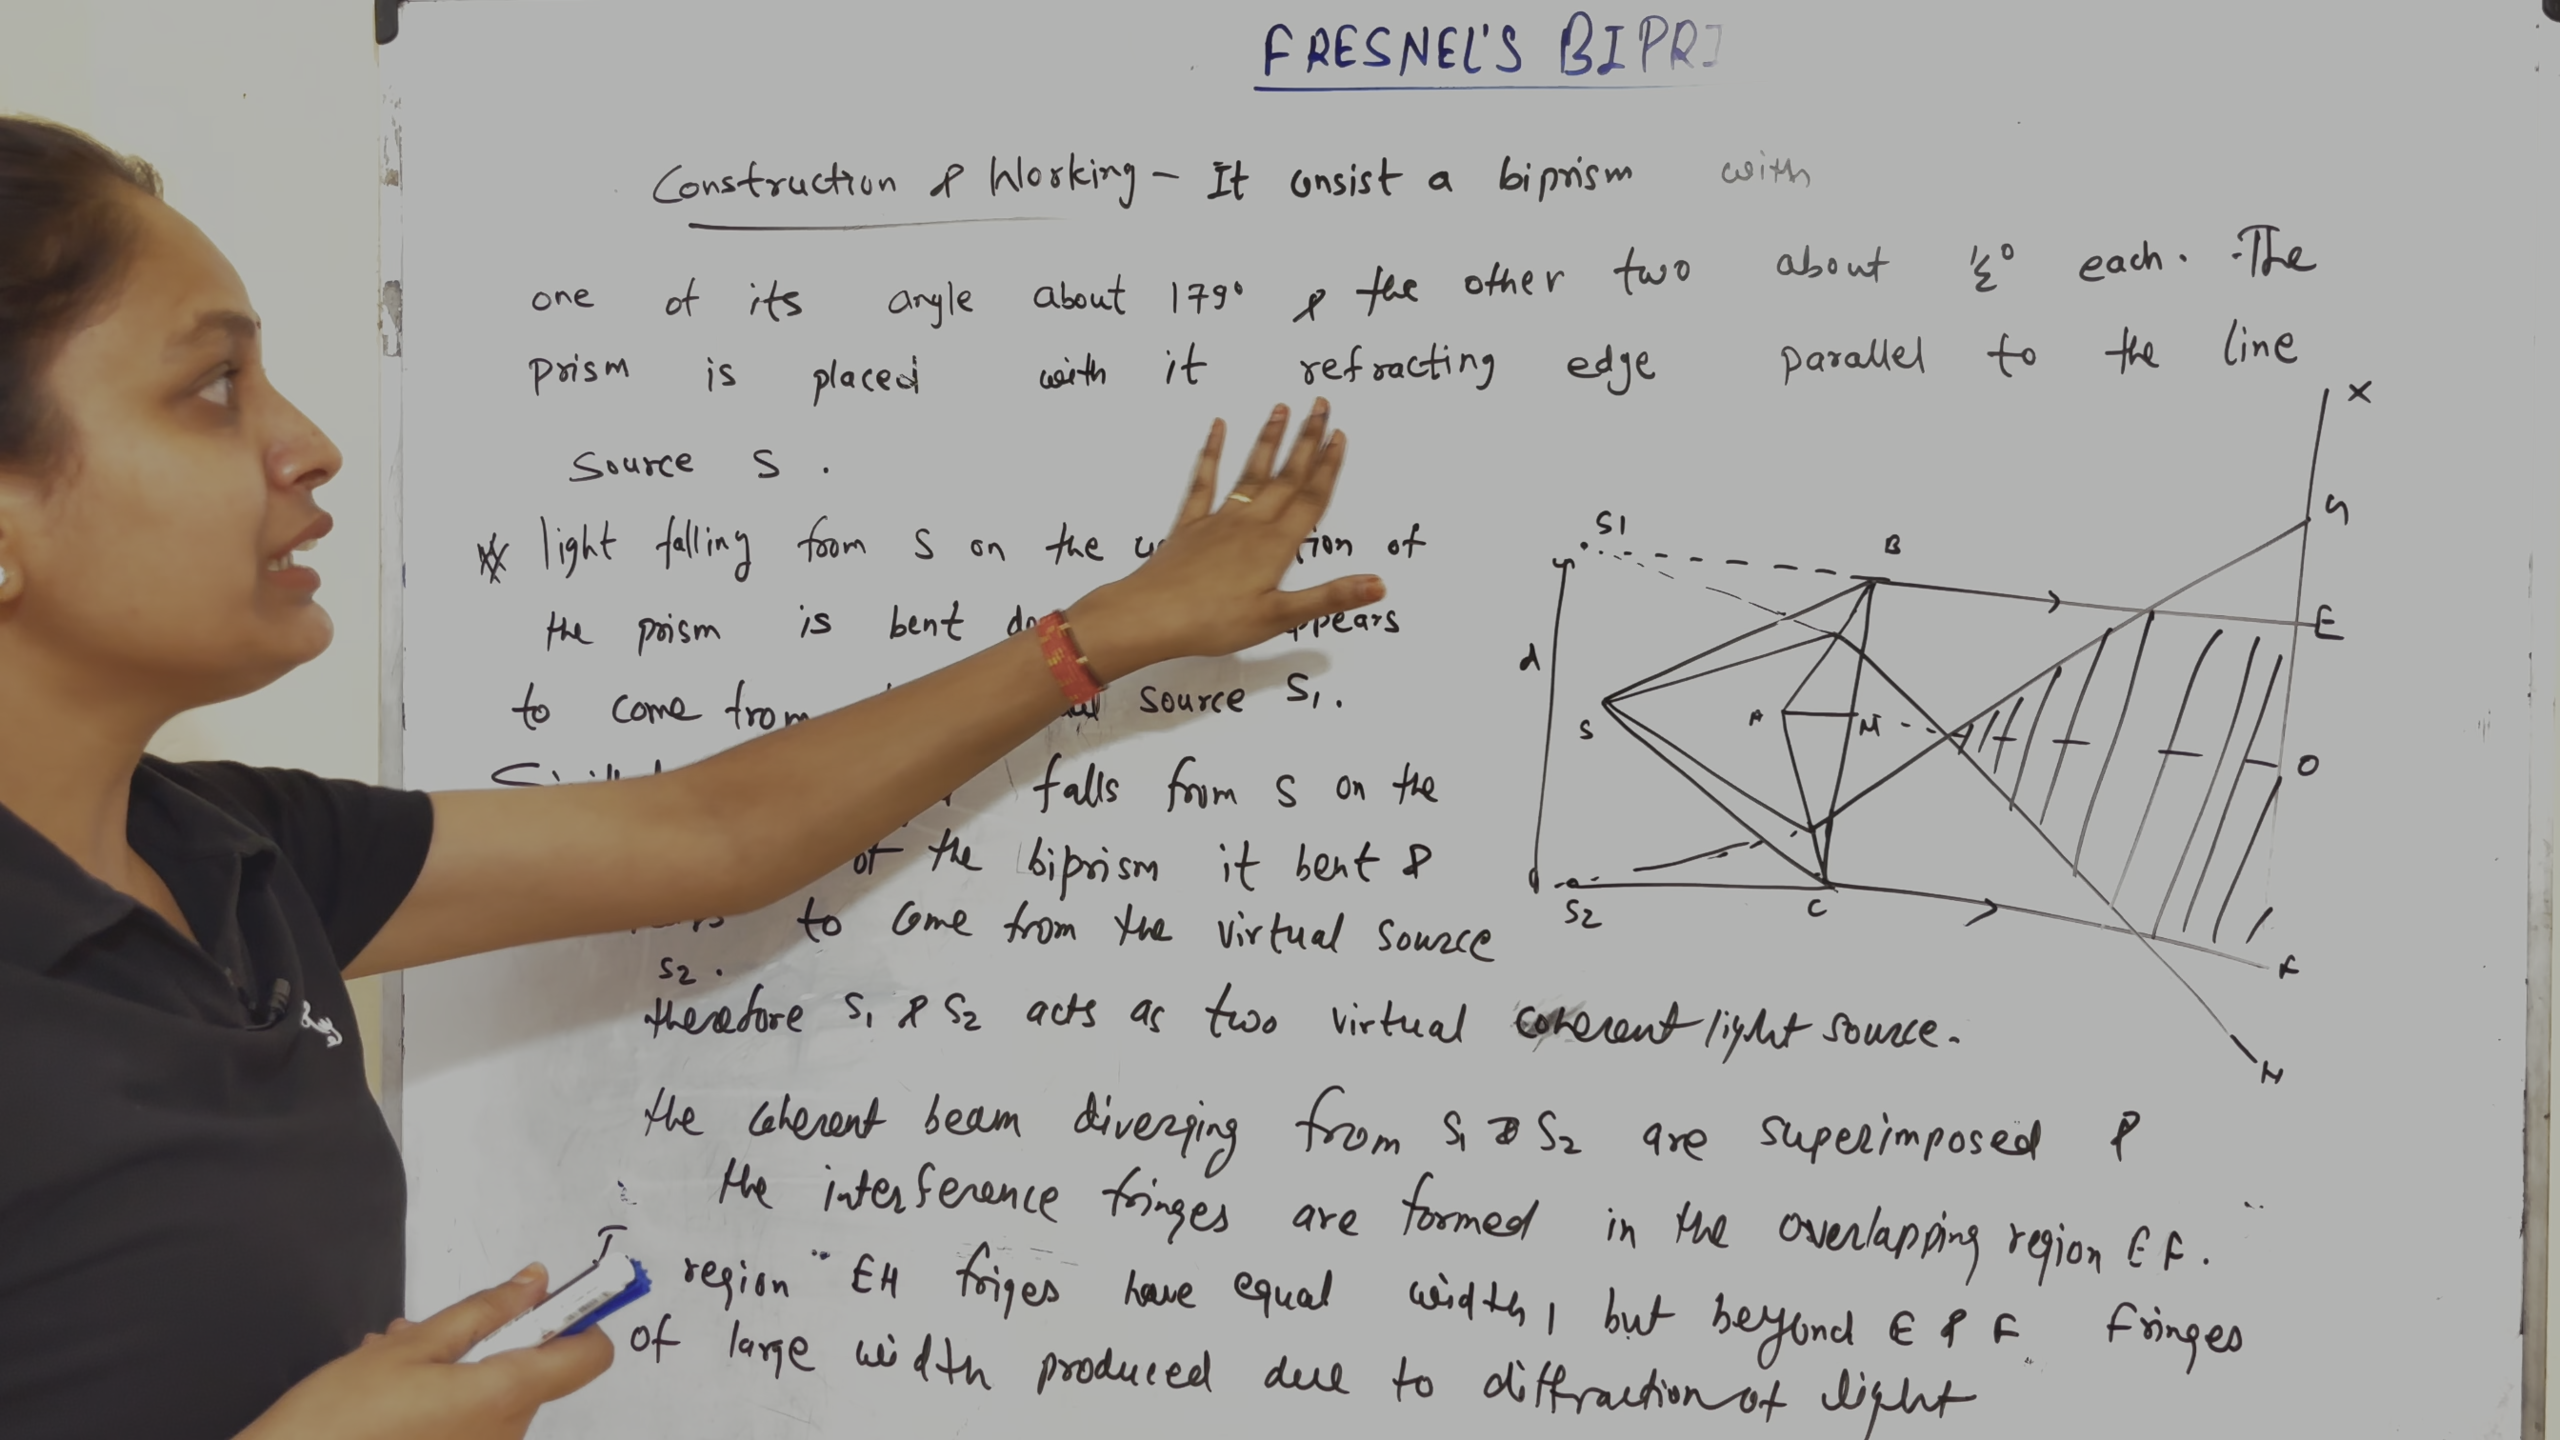 FRESNEL'S BIPRI
Construction & Working - It consist a biprism with
one of its angle about 179° & the other two about ½° each. The
prism is placed with it refracting edge parallel to the line
source S.
light falling from S on the of
the prism is bent
to come from source S1.
falls from S on the
of the biprism it bent &
to come from the virtual source
S2.
therefore S1 & S2 acts as two virtual coherent light source.
the coherent beam diverging from S1 & S2 are superimposed &
the interference fringes are formed in the overlapping region EF.
region EH friges have equal width, but beyond E & F fringes
of large width produced due to diffraction of light
X
G
S1
B
E
d
S
A
M
O
S2
C
F
H